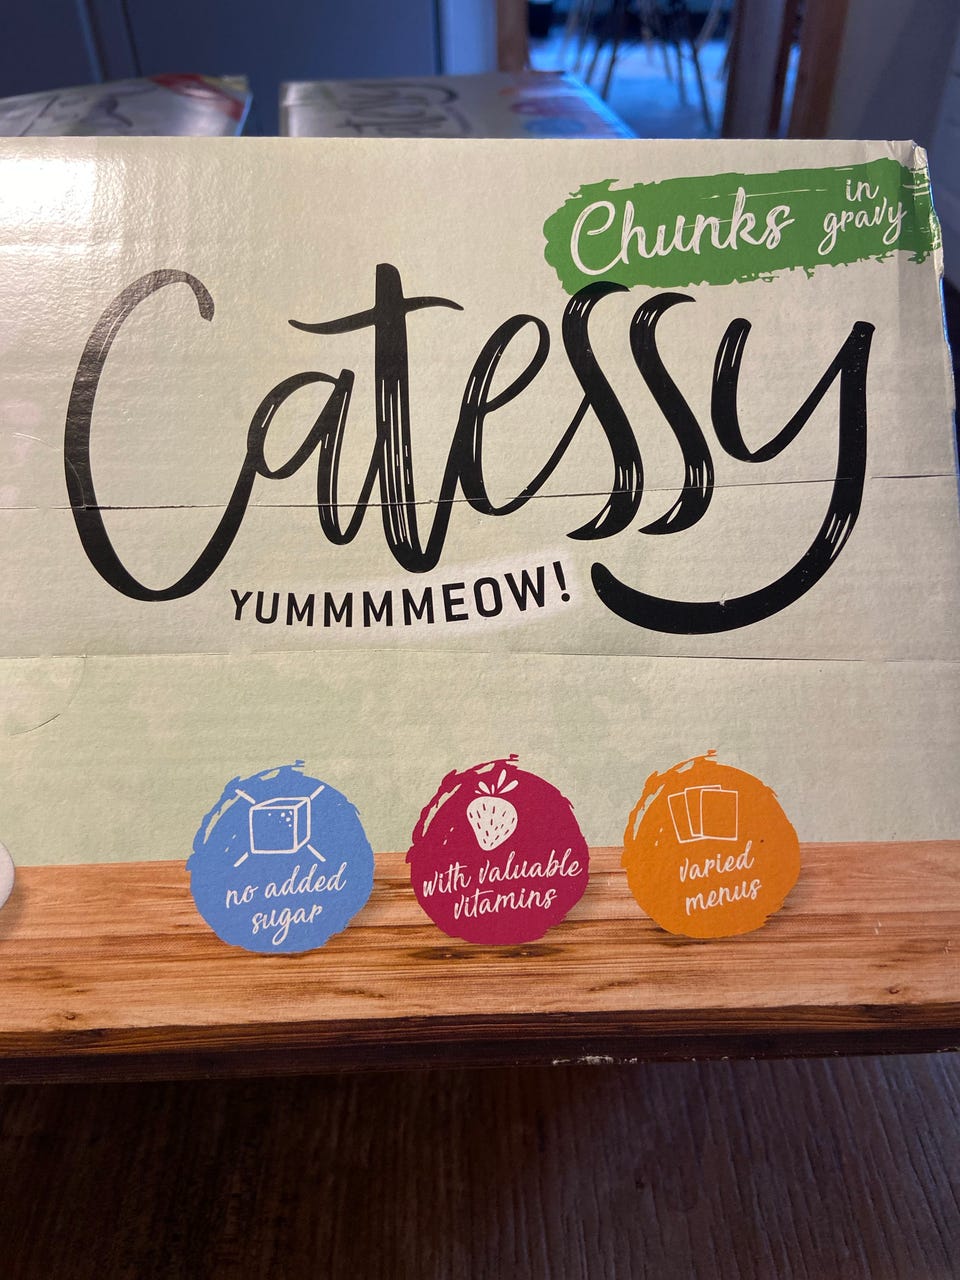 Chunks in
gravy
Catessy
YUMMMMEOW!
no added
sugar
with valuable
vitamins
varied
menus